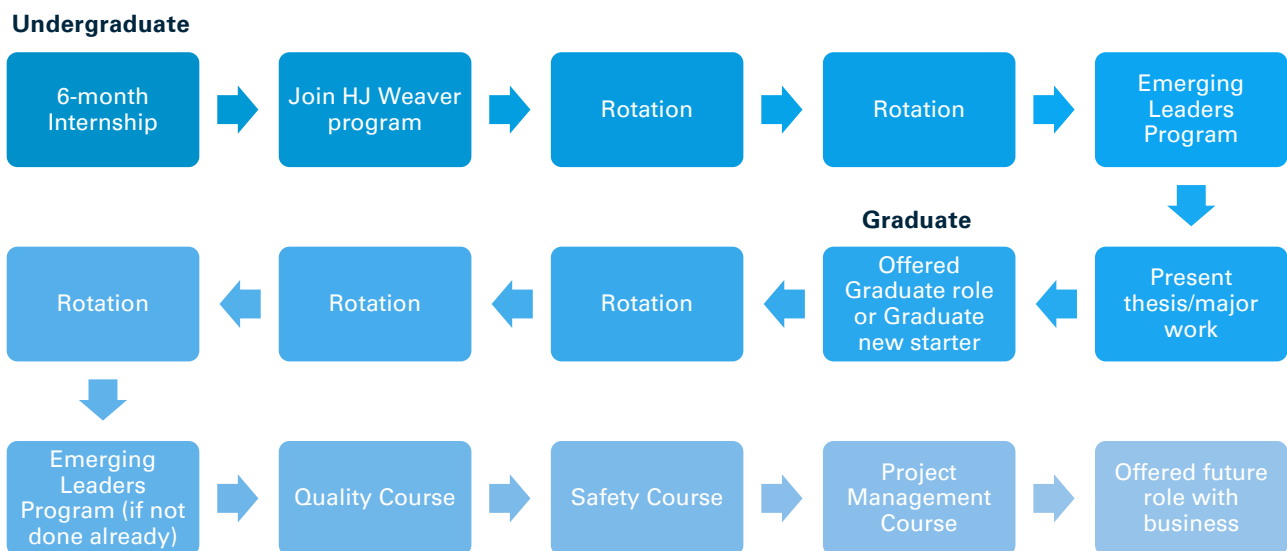 Undergraduate
6-month
Internship
Join HJ Weaver
program
Rotation
Rotation
Emerging
Leaders
Program
Present
thesis/major
work
Graduate
Offered
Graduate role
or Graduate
new starter
Rotation
Rotation
Rotation
Emerging
Leaders
Program (if not
done already)
Quality Course
Safety Course
Project
Management
Course
Offered future
role with
business